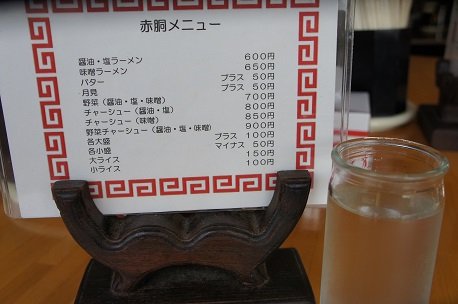 赤胴メニュー
醤油・塩ラーメン 600円
味噌ラーメン 650円
バター プラス 50円
月見 プラス 50円
野菜（醤油・塩・味噌） 700円
チャーシュー（醤油・塩） 800円
チャーシュー（味噌） 850円
野菜チャーシュー（醤油・塩・味噌） 900円
各大盛 プラス 100円
各小盛 マイナス 50円
大ライス 150円
小ライス 100円